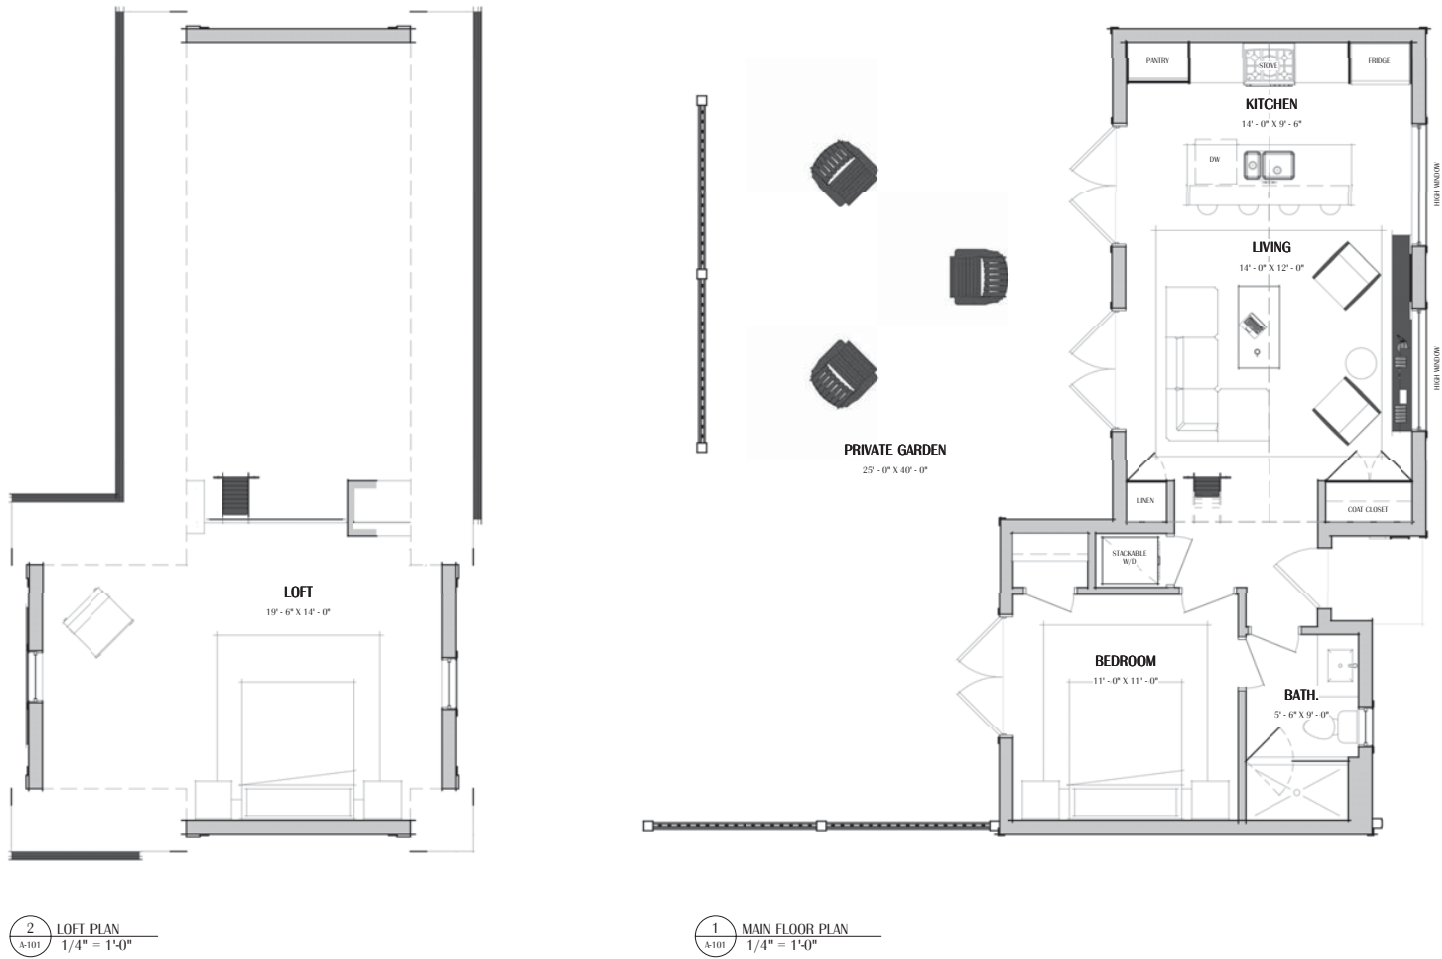 PANTRY
STOVE
FRIDGE
KITCHEN
14' - 0" X 9' - 6"
DW
HIGH WINDOW
LIVING
14' - 0" X 12' - 0"
HIGH WINDOW
PRIVATE GARDEN
25' - 0" X 40' - 0"
LINEN
COAT CLOSET
STACKABLE
W/D
LOFT
19' - 6" X 14' - 0"
BEDROOM
11' - 0" X 11' - 0"
BATH.
5' - 6" X 9' - 0"
2
A-101
LOFT PLAN
1/4" = 1'-0"
1
A-101
MAIN FLOOR PLAN
1/4" = 1'-0"